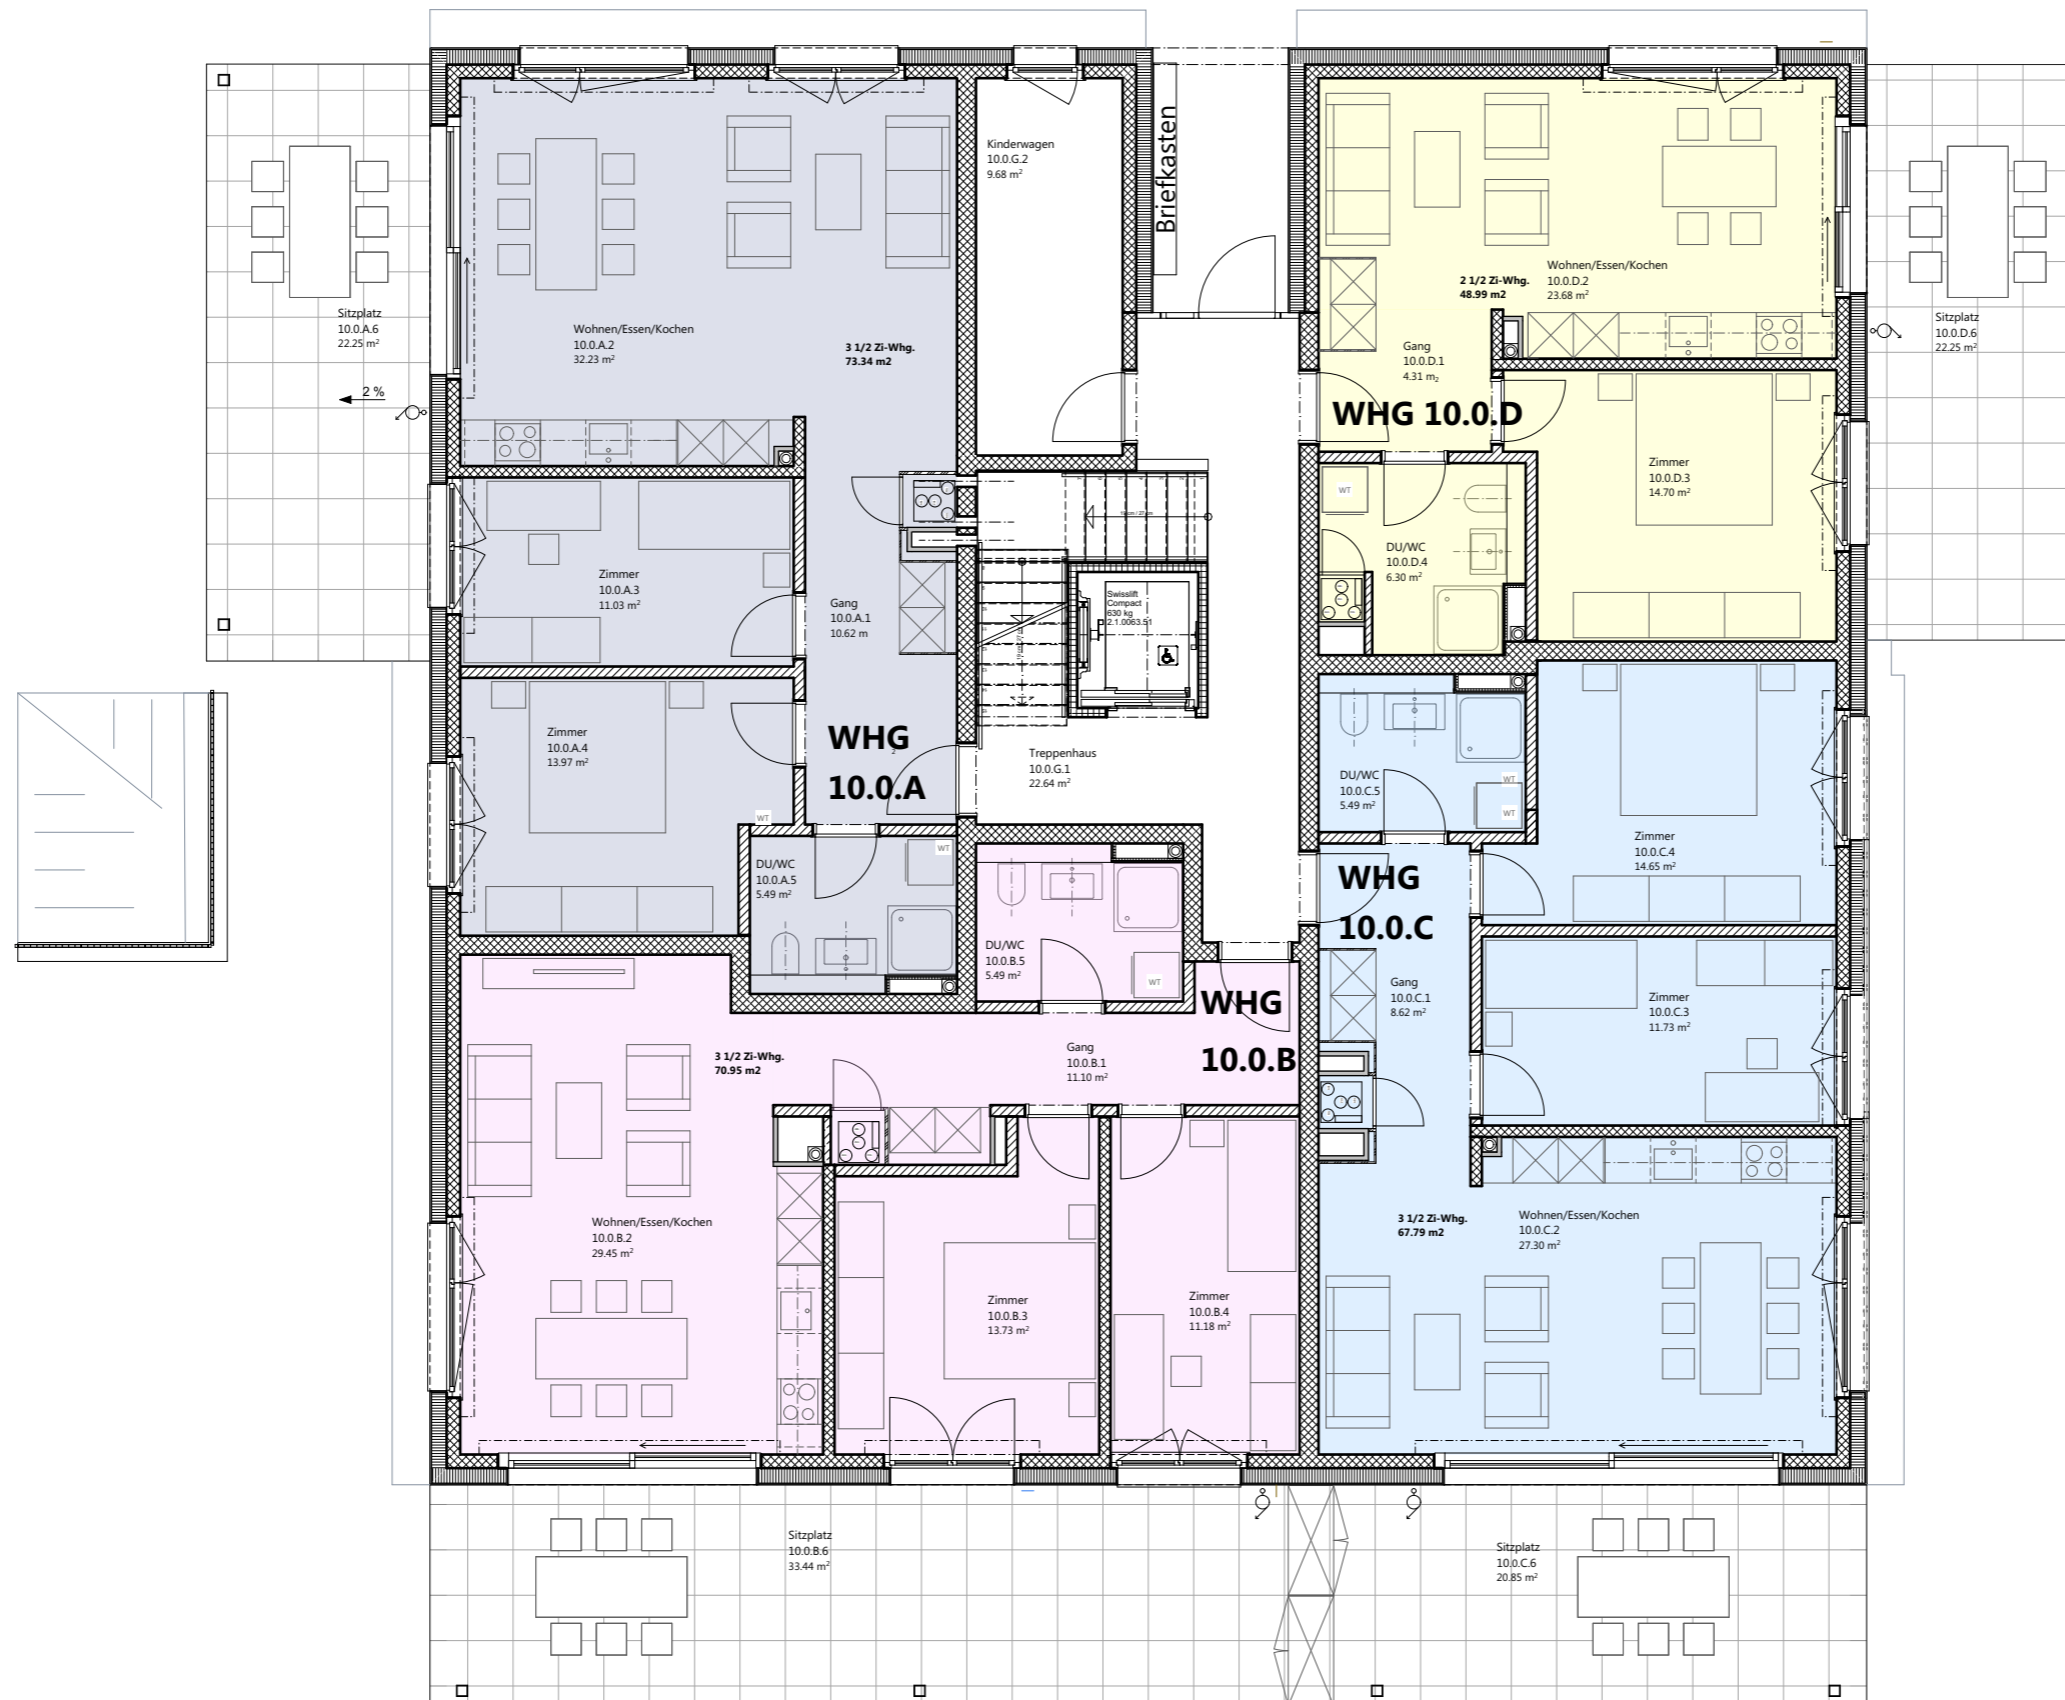 Kinderwagen
10.0.G.2
9.68 m²
Briefkasten
Wohnen/Essen/Kochen
10.0.D.2
23.68 m²
2 1/2 Zi-Whg.
48.99 m2
Sitzplatz
10.0.A.6
22.25 m²
2 %
Wohnen/Essen/Kochen
10.0.A.2
32.23 m²
3 1/2 Zi-Whg.
73.34 m2
Gang
10.0.D.1
4.31 m₂
Sitzplatz
10.0.D.6
22.25 m²
WHG 10.0.D
Zimmer
10.0.D.3
14.70 m²
WT
DU/WC
10.0.D.4
6.30 m²
Zimmer
10.0.A.3
11.03 m²
Gang
10.0.A.1
10.62 m
2
Swisslift
Compact
630 kg
2.1.0063.51
Zimmer
10.0.A.4
13.97 m²
WHG
10.0.A
Treppenhaus
10.0.G.1
22.64 m²
DU/WC
10.0.C.5
5.49 m²
WT
WT
Zimmer
10.0.C.4
14.65 m²
WT
WT
DU/WC
10.0.A.5
5.49 m²
WHG
10.0.C
DU/WC
10.0.B.5
5.49 m²
WT
WHG
10.0.B
Gang
10.0.C.1
8.62 m²
Zimmer
10.0.C.3
11.73 m²
3 1/2 Zi-Whg.
70.95 m2
Gang
10.0.B.1
11.10 m²
Wohnen/Essen/Kochen
10.0.B.2
29.45 m²
3 1/2 Zi-Whg.
67.79 m2
Wohnen/Essen/Kochen
10.0.C.2
27.30 m²
Zimmer
10.0.B.3
13.73 m²
Zimmer
10.0.B.4
11.18 m²
Sitzplatz
10.0.B.6
33.44 m²
Sitzplatz
10.0.C.6
20.85 m²